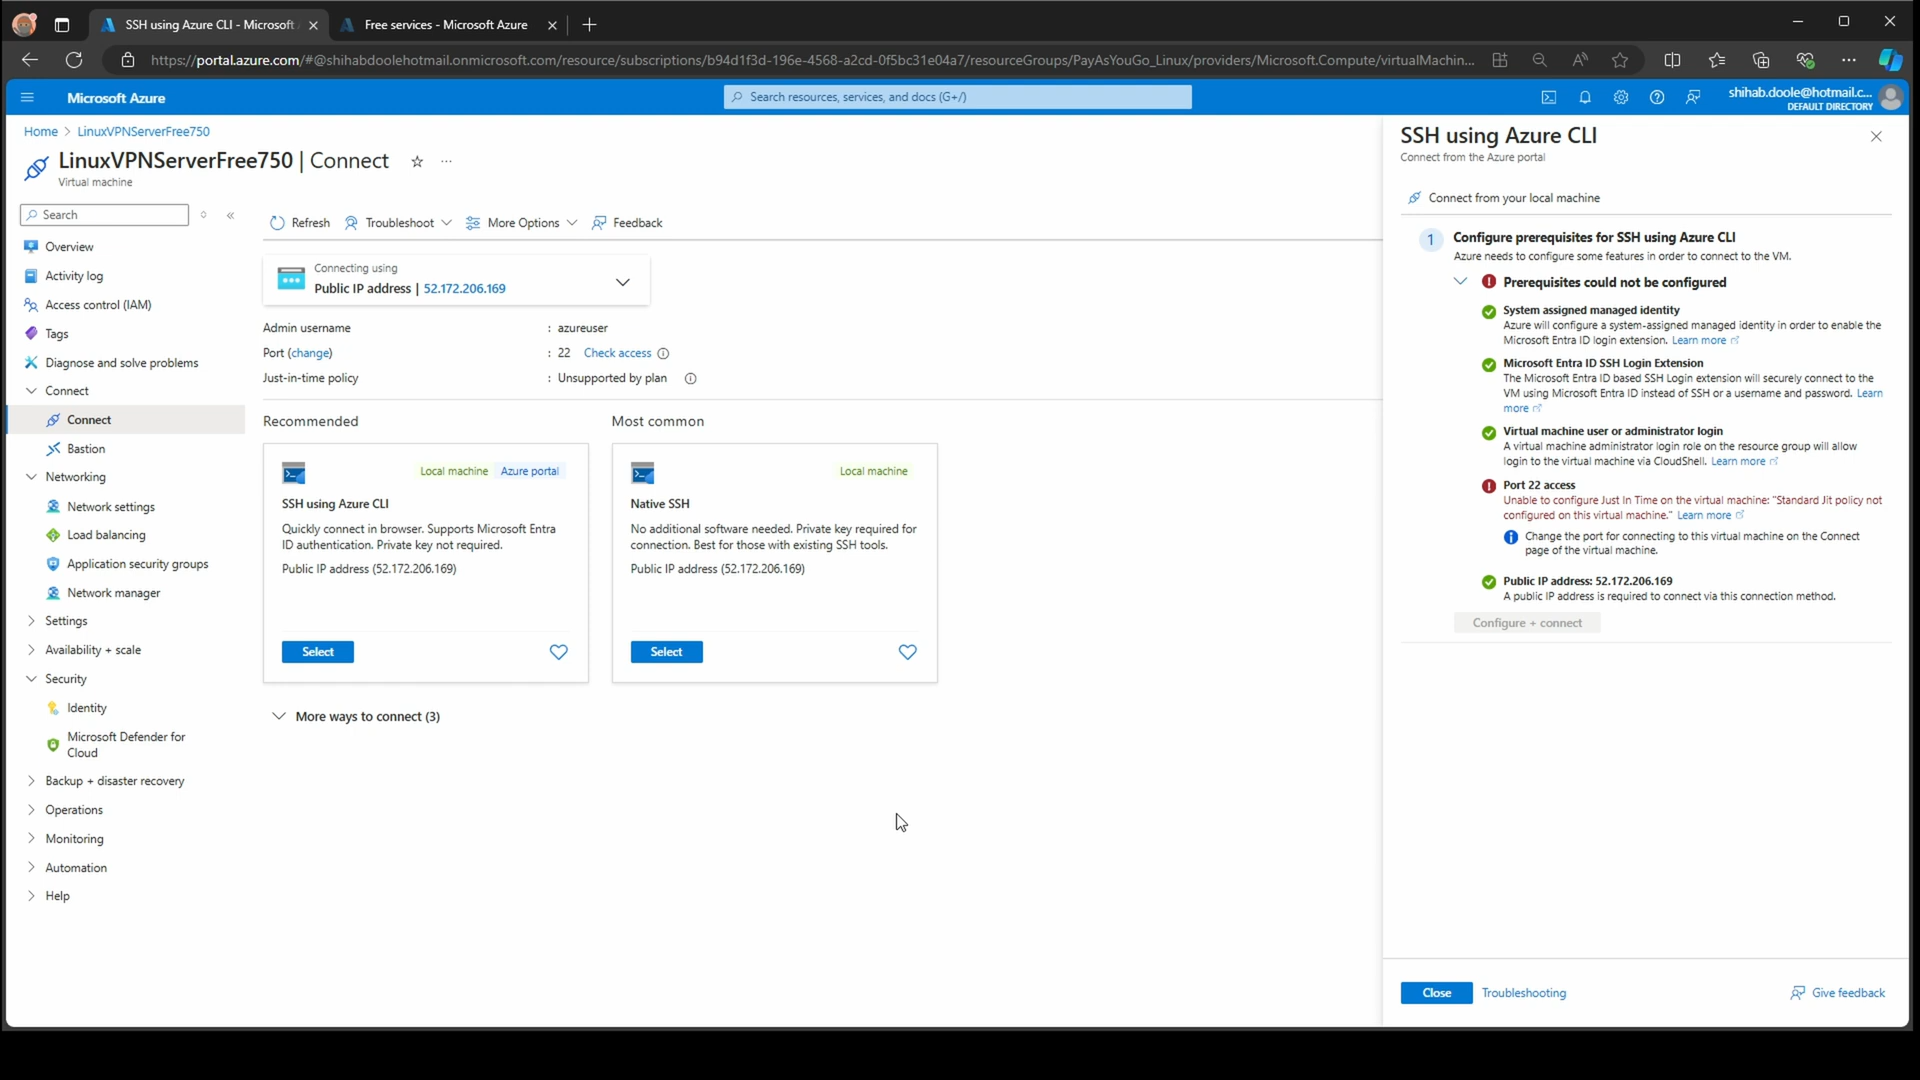 SSH using Azure CLI - Microsoft
Free services - Microsoft Azure
https://portal.azure.com/#@shihabdoolehotmail.onmicrosoft.com/resource/subscriptions/b94d1f3d-196e-4568-a2cd-0f5bc31e04a7/resourceGroups/PayAsYouGo_Linux/providers/Microsoft.Compute/virtualMachin...
Microsoft Azure
Search resources, services, and docs (G+/)
shihab.doole@hotmail.c...
DEFAULT DIRECTORY
Home > LinuxVPNServerFree750
LinuxVPNServerFree750 | Connect
Virtual machine
Search
Overview
Activity log
Access control (IAM)
Tags
Diagnose and solve problems
Connect
Connect
Bastion
Networking
Network settings
Load balancing
Application security groups
Network manager
Settings
Availability + scale
Security
Identity
Microsoft Defender for
Cloud
Backup + disaster recovery
Operations
Monitoring
Automation
Help
Refresh
Troubleshoot
More Options
Feedback
Connecting using
Public IP address | 52.172.206.169
Admin username : azureuser
Port (change) : 22 Check access
Just-in-time policy : Unsupported by plan
Recommended
Local machine Azure portal
SSH using Azure CLI
Quickly connect in browser. Supports Microsoft Entra
ID authentication. Private key not required.
Public IP address (52.172.206.169)
Select
Most common
Local machine
Native SSH
No additional software needed. Private key required for
connection. Best for those with existing SSH tools.
Public IP address (52.172.206.169)
Select
More ways to connect (3)
SSH using Azure CLI
Connect from the Azure portal
Connect from your local machine
1 Configure prerequisites for SSH using Azure CLI
Azure needs to configure some features in order to connect to the VM.
Prerequisites could not be configured
System assigned managed identity
Azure will configure a system-assigned managed identity in order to enable the
Microsoft Entra ID login extension. Learn more
Microsoft Entra ID SSH Login Extension
The Microsoft Entra ID based SSH Login extension will securely connect to the
VM using Microsoft Entra ID instead of SSH or a username and password. Learn
more
Virtual machine user or administrator login
A virtual machine administrator login role on the resource group will allow
login to the virtual machine via CloudShell. Learn more
Port 22 access
Unable to configure Just In Time on the virtual machine: "Standard Jit policy not
configured on this virtual machine." Learn more
Change the port for connecting to this virtual machine on the Connect
page of the virtual machine.
Public IP address: 52.172.206.169
A public IP address is required to connect via this connection method.
Configure + connect
Close
Troubleshooting
Give feedback